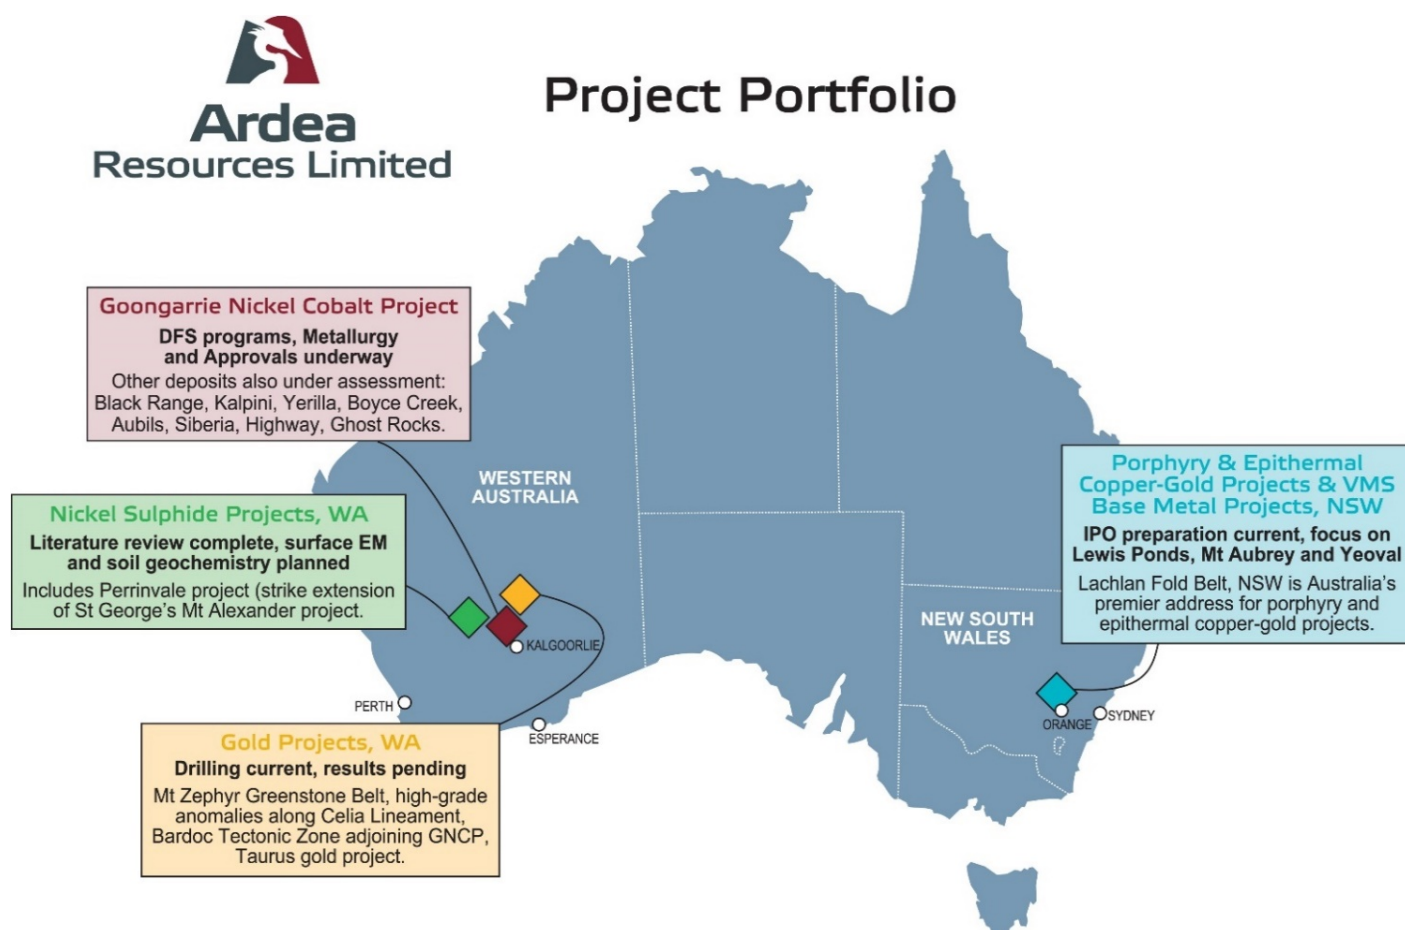 Ardea
Resources Limited
Project Portfolio
Goongarrie Nickel Cobalt Project
DFS programs, Metallurgy
and Approvals underway
Other deposits also under assessment:
Black Range, Kalpini, Yerilla, Boyce Creek,
Aubils, Siberia, Highway, Ghost Rocks.
Nickel Sulphide Projects, WA
Literature review complete, surface EM
and soil geochemistry planned
Includes Perrinvale project (strike extension
of St George's Mt Alexander project.
WESTERN
AUSTRALIA
KALGOORLIE
PERTH
ESPERANCE
Gold Projects, WA
Drilling current, results pending
Mt Zephyr Greenstone Belt, high-grade
anomalies along Celia Lineament,
Bardoc Tectonic Zone adjoining GNCP,
Taurus gold project.
Porphyry & Epithermal
Copper-Gold Projects & VMS
Base Metal Projects, NSW
IPO preparation current, focus on
Lewis Ponds, Mt Aubrey and Yeoval
Lachlan Fold Belt, NSW is Australia's
premier address for porphyry and
epithermal copper-gold projects.
NEW SOUTH
WALES
ORANGE
SYDNEY